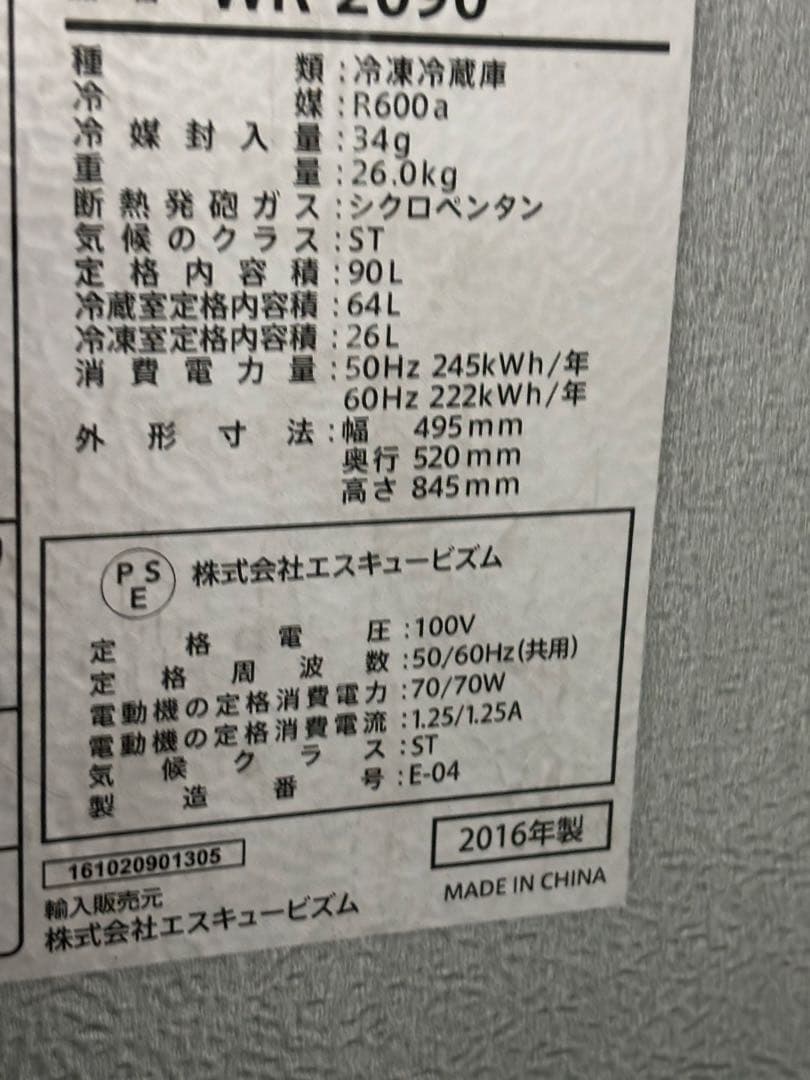 WR-2090
種類:冷凍冷蔵庫
冷媒:R600a
冷媒封入量:34g
重量:26.0kg
断熱発砲ガス:シクロペンタン
気候のクラス:ST
定格内容積:90L
冷蔵室定格内容積:64L
冷凍室定格内容積:26L
消費電力量:50Hz 245kWh/年
60Hz 222kWh/年
外形寸法:幅 495mm
奥行 520mm
高さ 845mm
PSE 株式会社エスキュービズム
定格電圧:100V
定格周波数:50/60Hz(共用)
電動機の定格消費電力:70/70W
電動機の定格消費電流:1.25/1.25A
気候クラス:ST
製造番号:E-04
161020901305
2016年製
輸入販売元
MADE IN CHINA
株式会社エスキュービズム